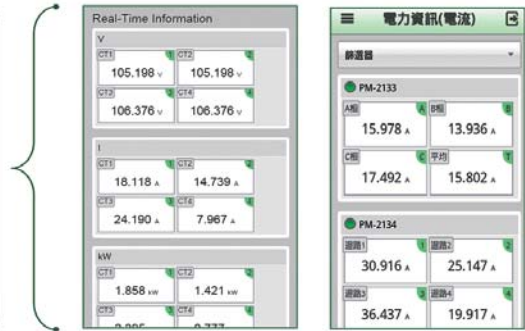 Real-Time Information
V
CT1 1 CT2 2
105.198 V 105.198 V
CT3 3 CT4 4
106.376 V 106.376 V
I
CT1 1 CT2 2
18.118 A 14.739 A
CT3 3 CT4 4
24.190 A 7.967 A
kW
CT1 1 CT2 2
1.858 kW 1.421 kW
CT3 3 CT4 4
電力資訊(電流)
篩選器
PM-2133
A相 A B相 B
15.978 A 13.936 A
C相 C 平均 T
17.492 A 15.802 A
PM-2134
迴路1 1 迴路2 2
30.916 A 25.147 A
迴路3 3 迴路4 4
36.437 A 19.917 A